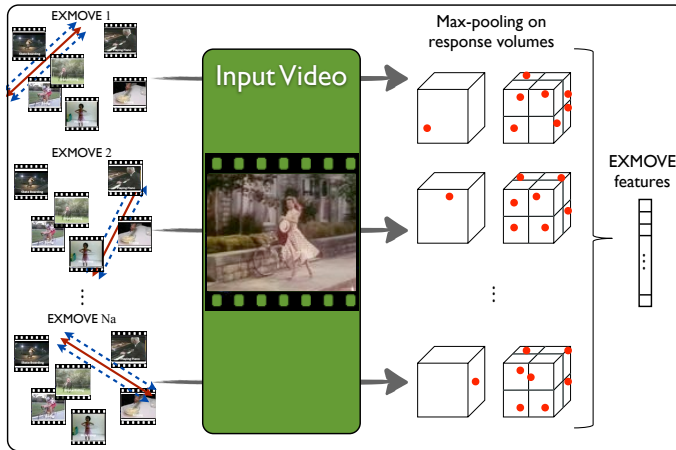 EXMOVE 1
Max-pooling on
response volumes
Input Video
EXMOVE 2
EXMOVE
features
⋮
⋮
⋮
EXMOVE Na